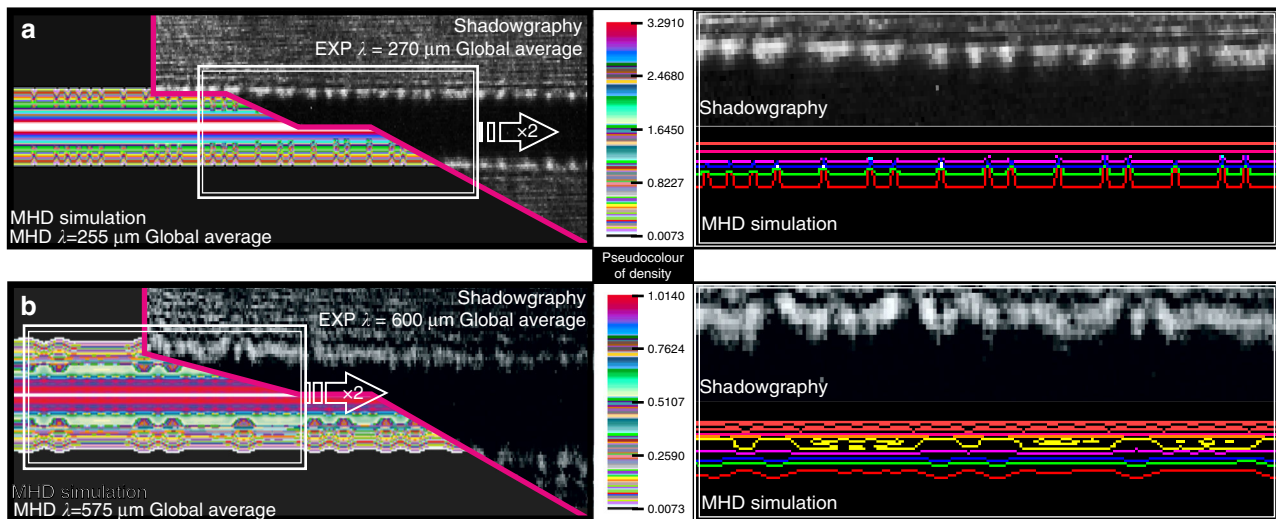 a
Shadowgraphy
EXP λ = 270 μm Global average
×2
MHD simulation
MHD λ=255 μm Global average
3.2910
2.4680
1.6450
0.8227
0.0073
Shadowgraphy
MHD simulation
Pseudocolour
of density
b
Shadowgraphy
EXP λ = 600 μm Global average
×2
MHD simulation
MHD λ=575 μm Global average
1.0140
0.7624
0.5107
0.2590
0.0073
Shadowgraphy
MHD simulation